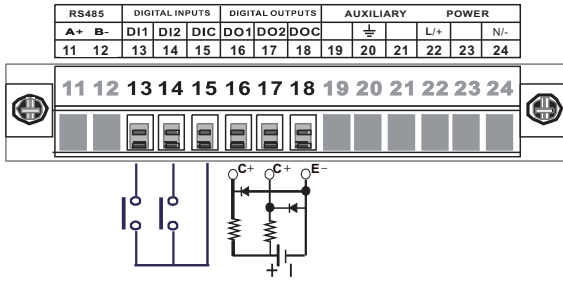 RS485 DIGITAL INPUTS DIGITAL OUTPUTS AUXILIARY POWER
A+ B- DI1 DI2 DIC DO1 DO2 DOC L/+ N/-
11 12 13 14 15 16 17 18 19 20 21 22 23 24
11 12 13 14 15 16 17 18 19 20 21 22 23 24
C+ C+ E-
+